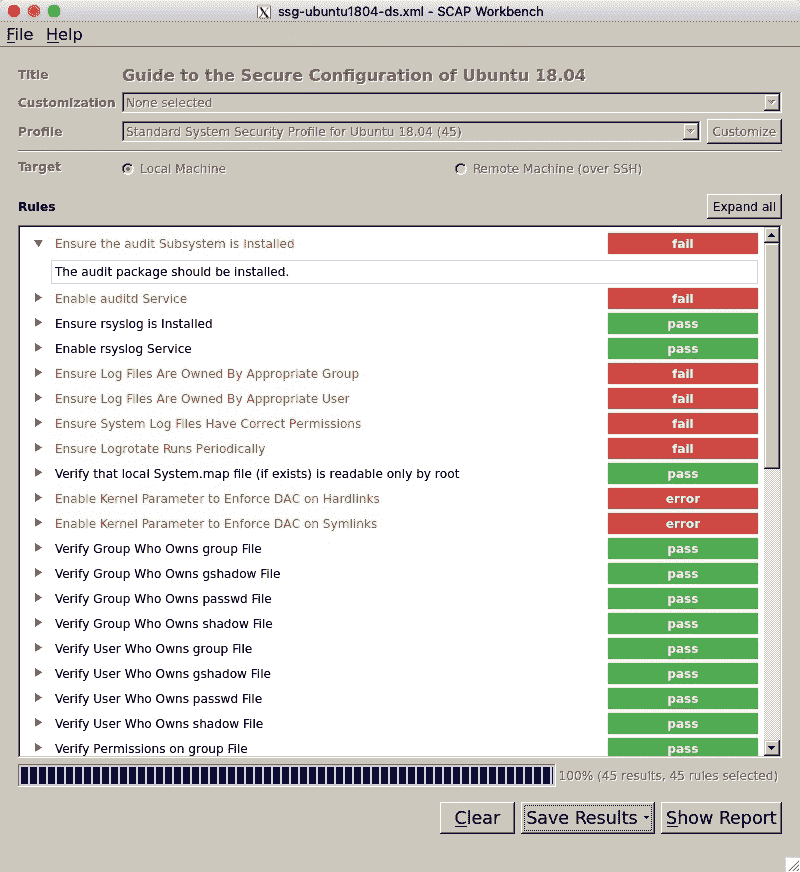 ssg-ubuntu1804-ds.xml - SCAP Workbench
File Help
Title Guide to the Secure Configuration of Ubuntu 18.04
Customization None selected
Profile Standard System Security Profile for Ubuntu 18.04 (45) Customize
Target Local Machine Remote Machine (over SSH)
Rules Expand all
Ensure the audit Subsystem is Installed fail
The audit package should be installed.
Enable auditd Service fail
Ensure rsyslog is Installed pass
Enable rsyslog Service pass
Ensure Log Files Are Owned By Appropriate Group fail
Ensure Log Files Are Owned By Appropriate User fail
Ensure System Log Files Have Correct Permissions fail
Ensure Logrotate Runs Periodically fail
Verify that local System.map file (if exists) is readable only by root pass
Enable Kernel Parameter to Enforce DAC on Hardlinks error
Enable Kernel Parameter to Enforce DAC on Symlinks error
Verify Group Who Owns group File pass
Verify Group Who Owns gshadow File pass
Verify Group Who Owns passwd File pass
Verify Group Who Owns shadow File pass
Verify User Who Owns group File pass
Verify User Who Owns gshadow File pass
Verify User Who Owns passwd File pass
Verify User Who Owns shadow File pass
Verify Permissions on group File pass
100% (45 results, 45 rules selected)
Clear Save Results Show Report